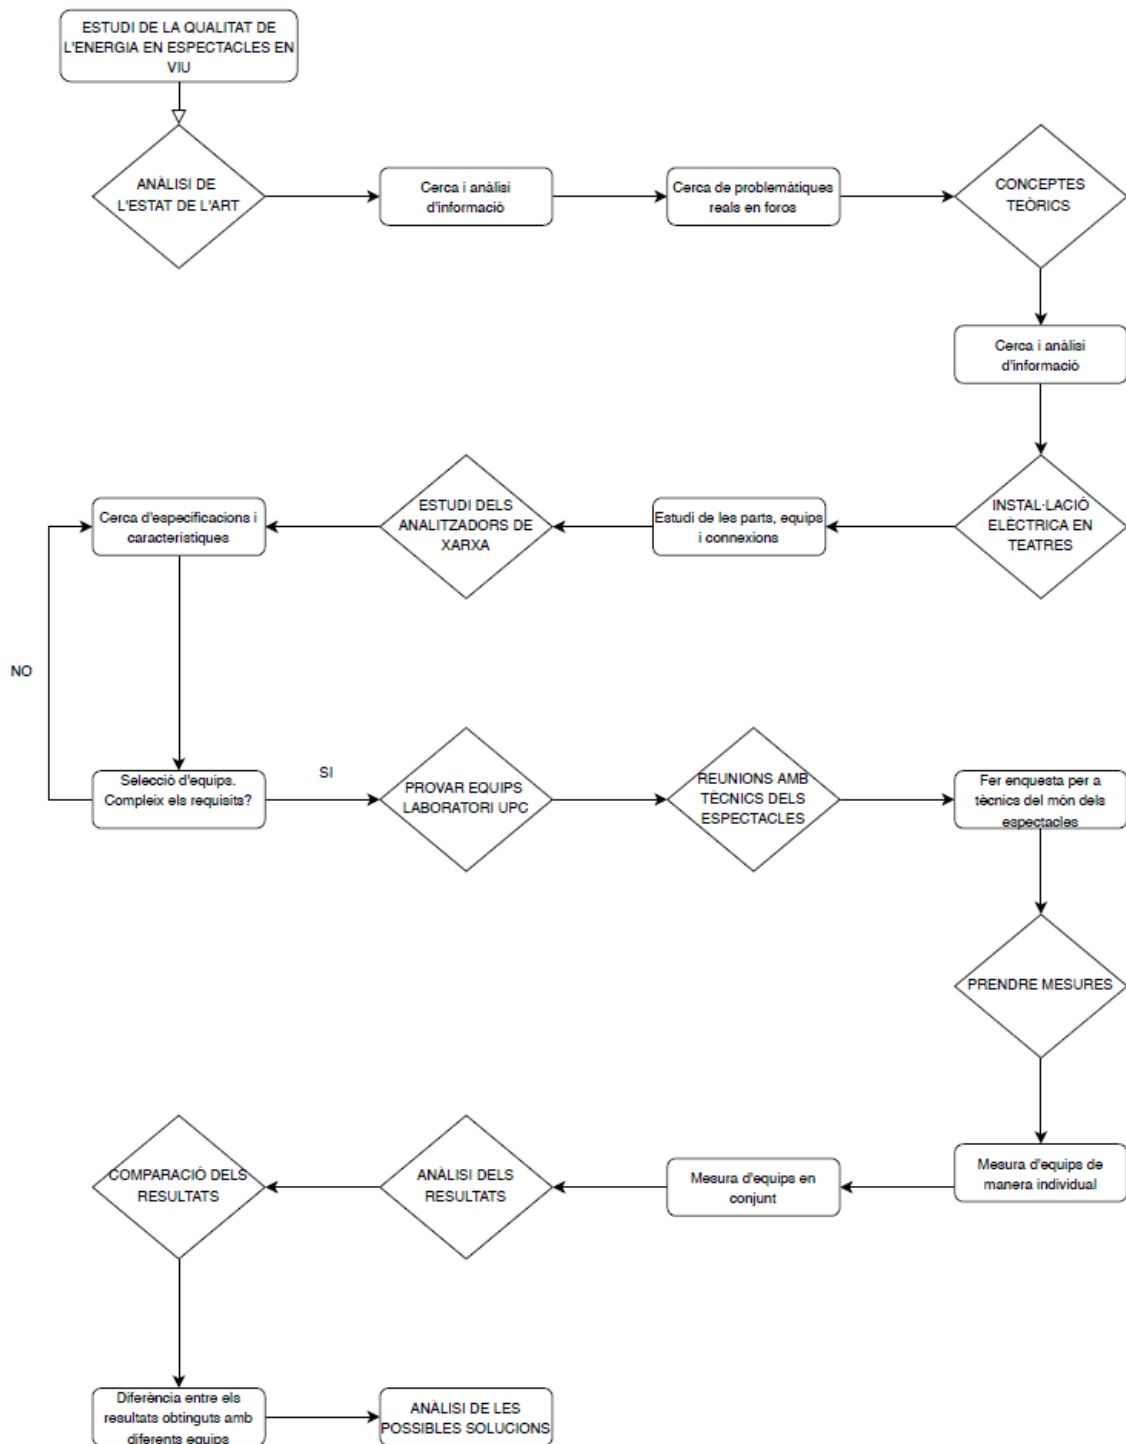 ESTUDI DE LA QUALITAT DE
L'ENERGIA EN ESPECTACLES EN
VIU
ANÀLISI DE
L'ESTAT DE L'ART
Cerca i anàlisi
d'informació
Cerca de problemàtiques
reals en foros
CONCEPTES
TEÒRICS
Cerca i anàlisi
d'informació
INSTAL·LACIÓ
ELÈCTRICA EN
TEATRES
Estudi de les parts, equips
i connexions
ESTUDI DELS
ANALITZADORS DE
XARXA
Cerca d'especificacions i
característiques
NO
Selecció d'equips.
Compleix els requisits?
SI
PROVAR EQUIPS
LABORATORI UPC
REUNIONS AMB
TÈCNICS DELS
ESPECTACLES
Fer enquesta per a
tècnics del món dels
espectacles
PRENDRE MESURES
Mesura d'equips de
manera individual
Mesura d'equips en
conjunt
ANÀLISI DELS
RESULTATS
COMPARACIÓ DELS
RESULTATS
Diferència entre els
resultats obtinguts amb
diferents equips
ANÀLISI DE LES
POSSIBLES SOLUCIONS